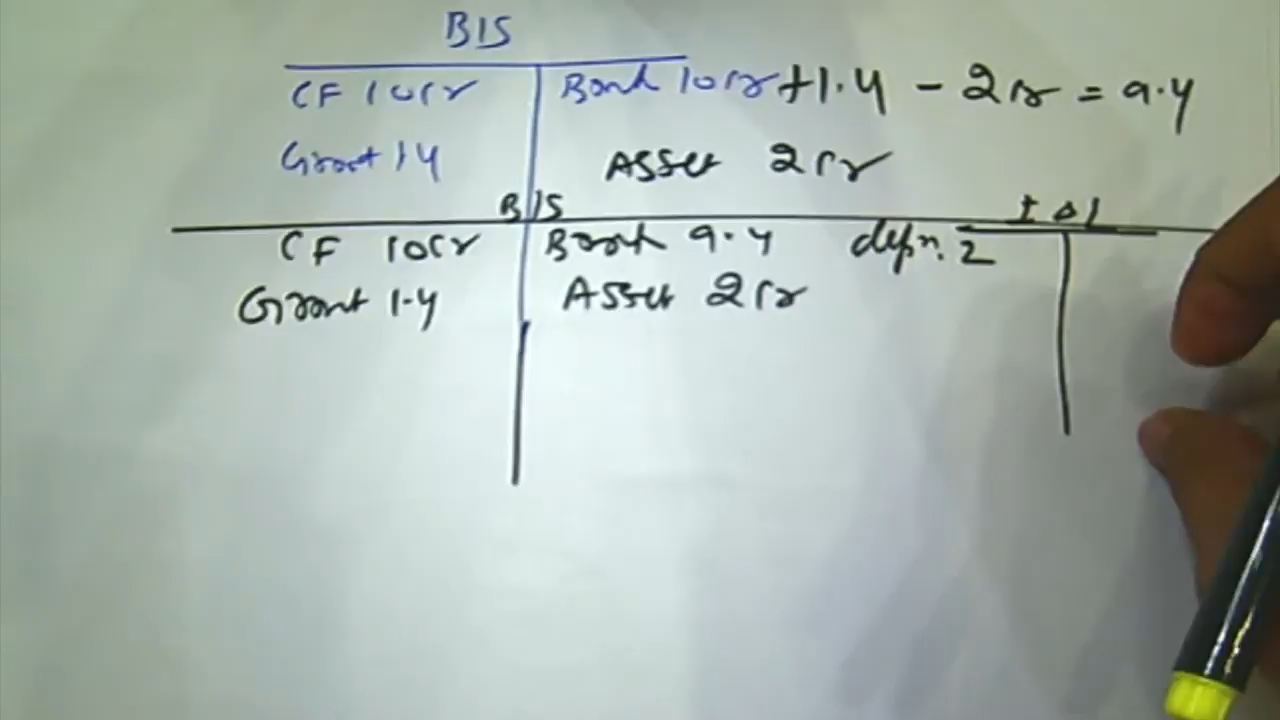 B/S
CF 10cr Bank 10cr + 1.4 - 2cr = 9.4
Grant 1.4 Asset 2cr
B/S I & E
CF 10cr Bank 9.4 depn. 2
Grant 1.4 Asset 2cr